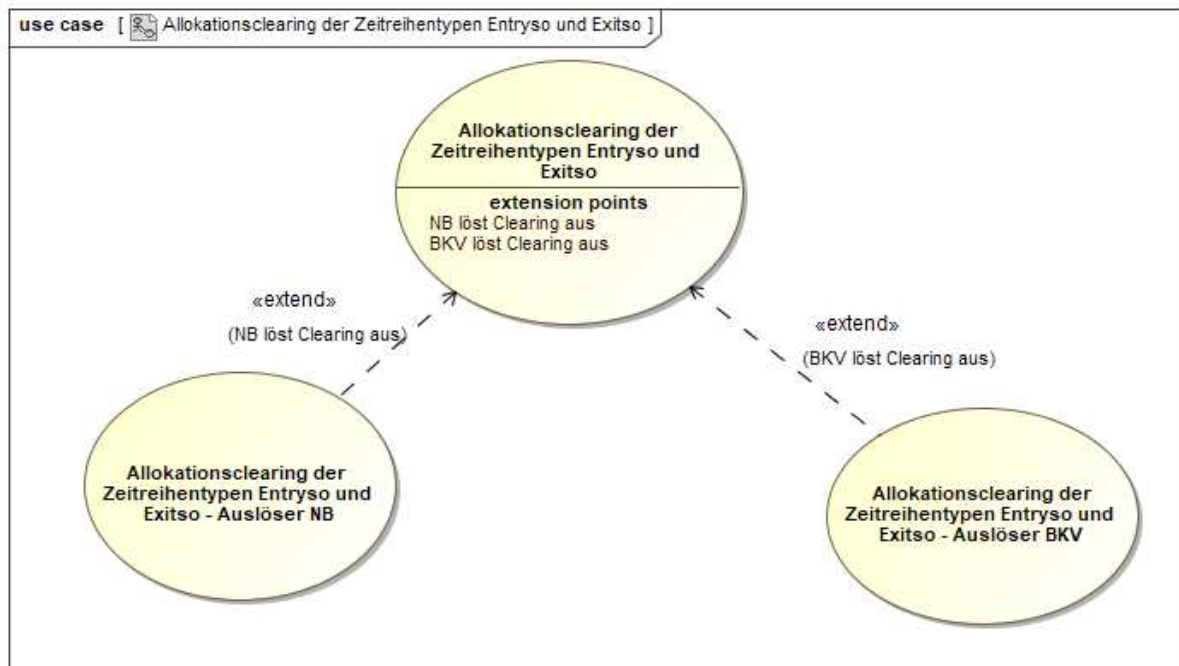 use case [ Allokationsclearing der Zeitreihentypen Entryso und Exitso ]
Allokationsclearing der
Zeitreihentypen Entryso und
Exitso
extension points
NB löst Clearing aus
BKV löst Clearing aus
«extend»
(NB löst Clearing aus)
«extend»
(BKV löst Clearing aus)
Allokationsclearing der
Zeitreihentypen Entryso und
Exitso - Auslöser NB
Allokationsclearing der
Zeitreihentypen Entryso und
Exitso - Auslöser BKV